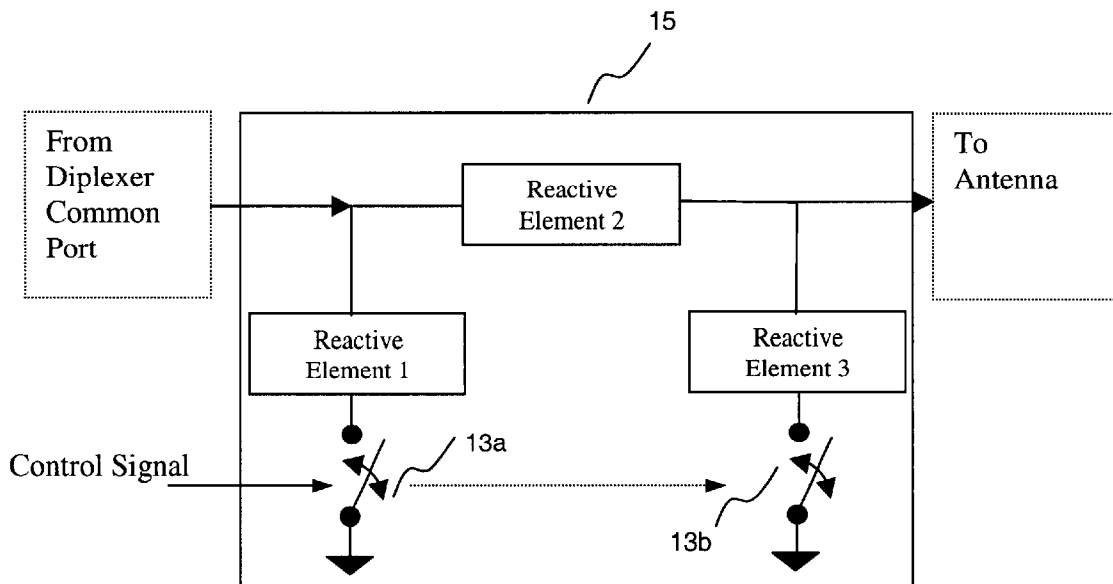 15
From
Diplexer
Common
Port
To
Antenna
Reactive
Element 2
Reactive
Element 1
Reactive
Element 3
Control Signal
13a
13b